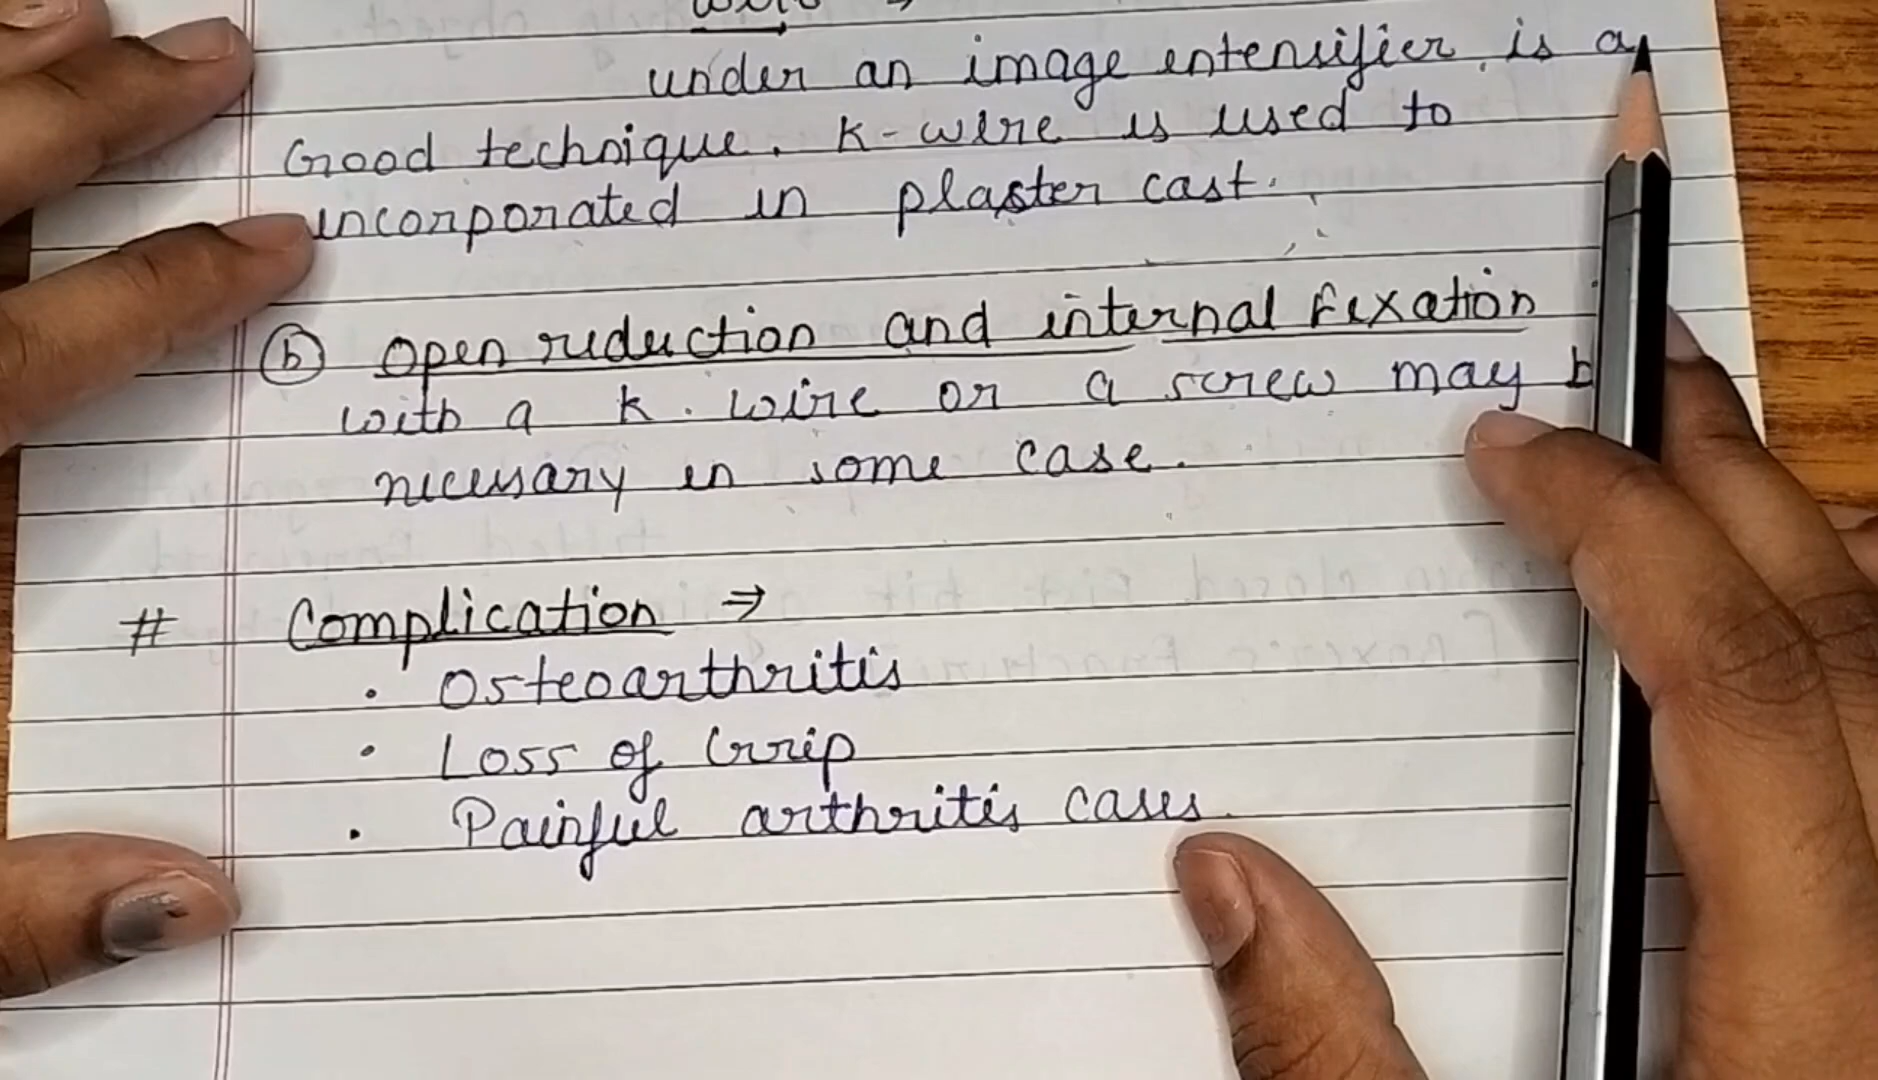 under an image intensifier, is a
Good technique. K-wire is used to
incorporated in plaster cast.
(b) Open reduction and internal fixation
with a K. wire or a screw may
necessary in some case.
# Complication ⇒
• Osteoarthritis
• Loss of Grip
• Painful arthritis cases.